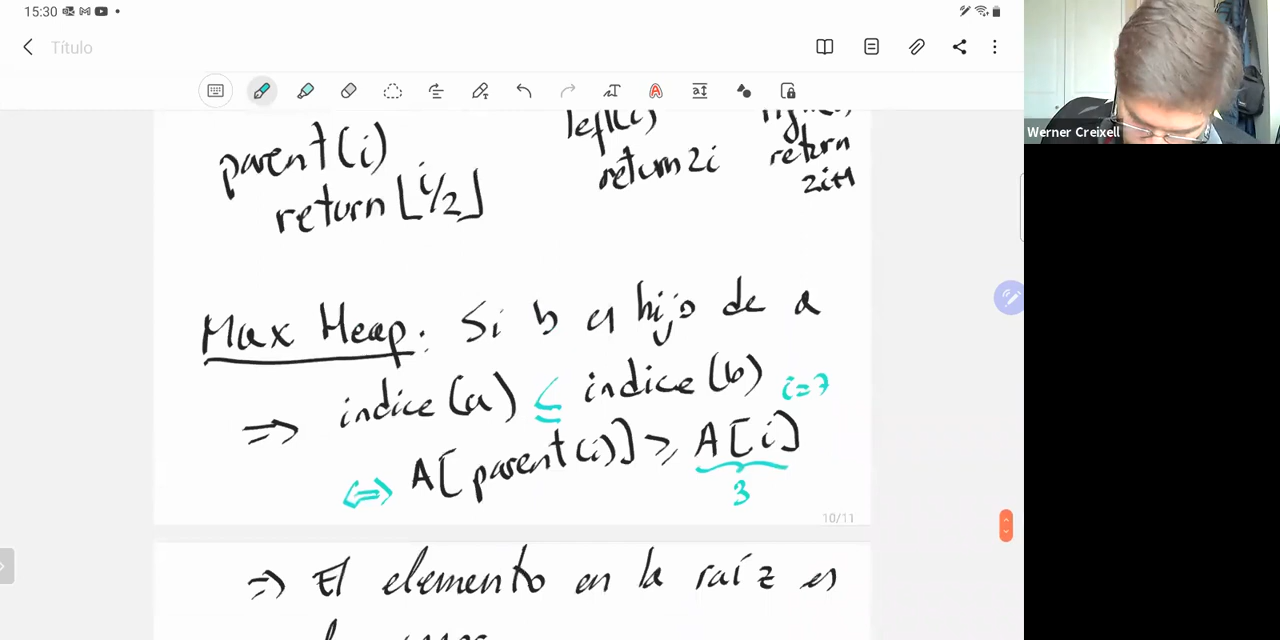 15:30
Título
Werner Creixell
parent(i)
return ⌊i/2⌋
left(i)
return 2i
return
2i+1
Max Heap: Si b es hijo de a
⇒ indice(a) ≤ indice(b) i=7
⇔ A[parent(i)] ≥ A[i]
3
10/11
⇒ El elemento en la raíz es